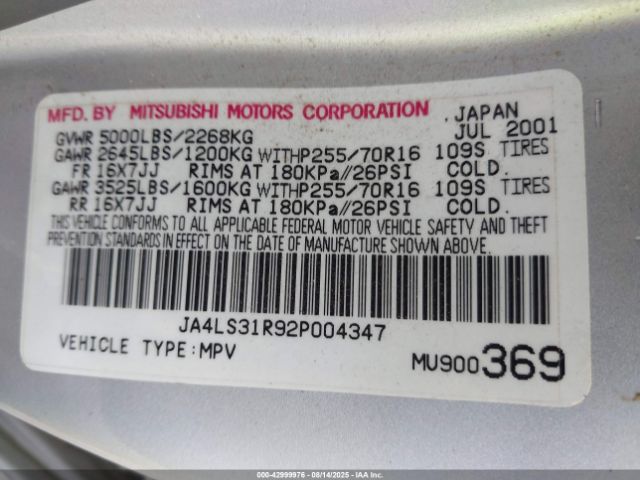 MFD. BY MITSUBISHI MOTORS CORPORATION . JAPAN
GVWR 5000LBS/2268KG JUL 2001
GAWR 2645LBS/1200KG WITHP255/70R16 109S TIRES
FR 16X7JJ RIMS AT 180KPa//26PSI COLD.
GAWR 3525LBS/1600KG WITHP255/70R16 109S TIRES
RR 16X7JJ RIMS AT 180KPa//26PSI COLD.
THIS VEHICLE CONFORMS TO ALL APPLICABLE FEDERAL MOTOR VEHICLE SAFETY AND THEFT
PREVENTION STANDARDS IN EFFECT ON THE DATE OF MANUFACTURE SHOWN ABOVE.
JA4LS31R92P004347
VEHICLE TYPE:MPV MU900369
000-42999976 - 08/14/2025 - IAAI.com